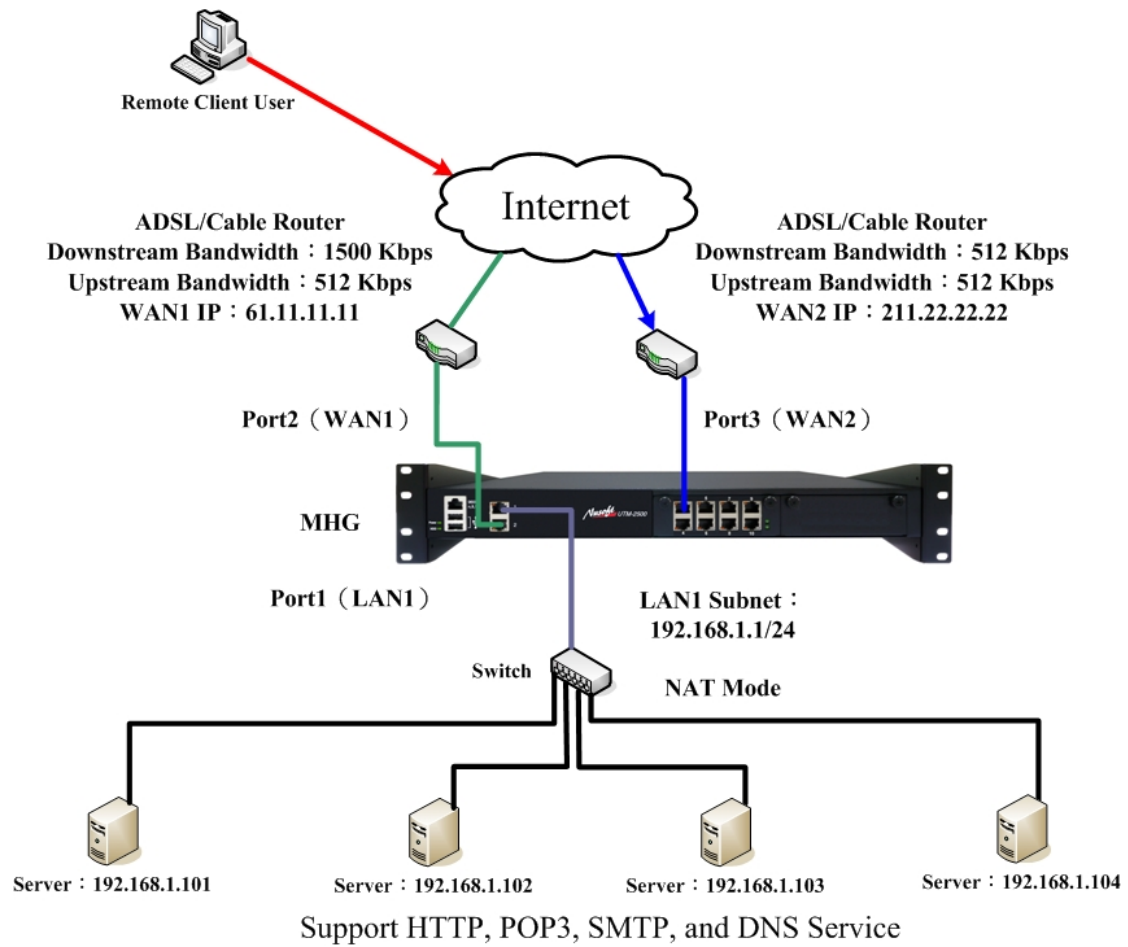 Remote Client User
Internet
ADSL/Cable Router
Downstream Bandwidth：1500 Kbps
Upstream Bandwidth：512 Kbps
WAN1 IP：61.11.11.11
ADSL/Cable Router
Downstream Bandwidth：512 Kbps
Upstream Bandwidth：512 Kbps
WAN2 IP：211.22.22.22
Port2（WAN1）
Port3（WAN2）
MHG
Nusoft UTM-2500
Port1（LAN1）
LAN1 Subnet：
192.168.1.1/24
Switch
NAT Mode
Server：192.168.1.101
Server：192.168.1.102
Server：192.168.1.103
Server：192.168.1.104
Support HTTP, POP3, SMTP, and DNS Service